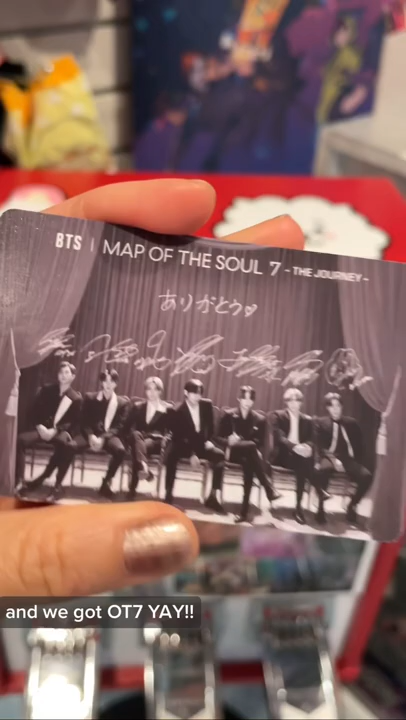 BTS | MAP OF THE SOUL 7 - THE JOURNEY -
ありがとう♡
and we got OT7 YAY!!